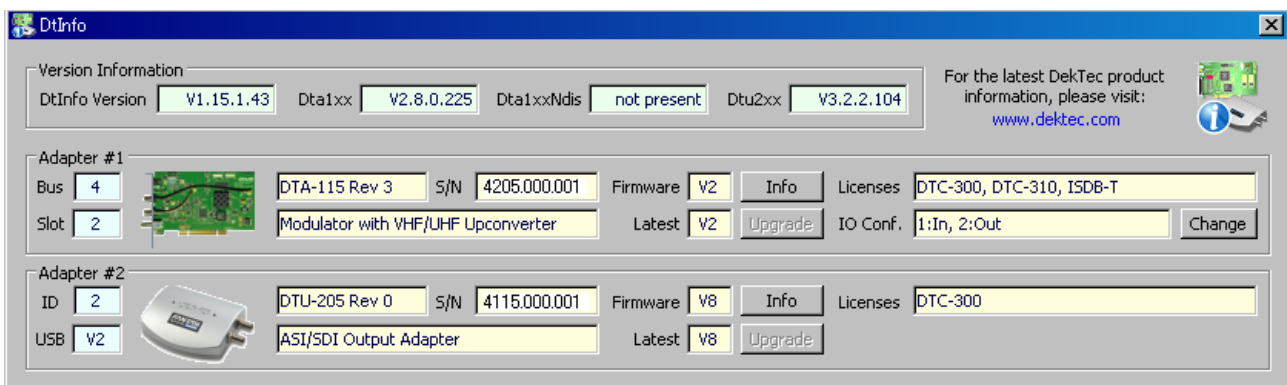 DtInfo
Version Information
DtInfo Version V1.15.1.43 Dta1xx V2.8.0.225 Dta1xxNdis not present Dtu2xx V3.2.2.104
For the latest DekTec product
information, please visit:
www.dektec.com
Adapter #1
Bus 4 DTA-115 Rev 3 S/N 4205.000.001 Firmware V2 Info Licenses DTC-300, DTC-310, ISDB-T
Slot 2 Modulator with VHF/UHF Upconverter Latest V2 Upgrade IO Conf. 1:In, 2:Out Change
Adapter #2
ID 2 DTU-205 Rev 0 S/N 4115.000.001 Firmware V8 Info Licenses DTC-300
USB V2 ASI/SDI Output Adapter Latest V8 Upgrade